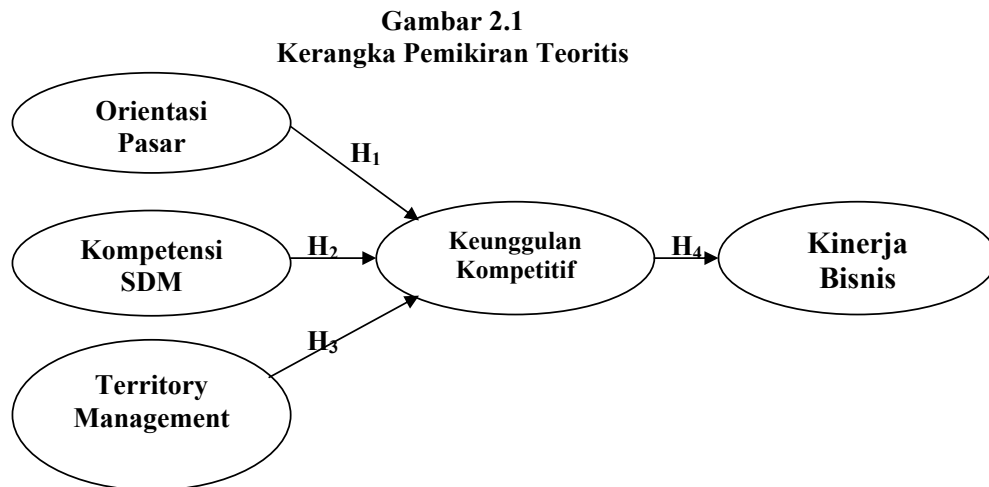 Gambar 2.1
Kerangka Pemikiran Teoritis
Orientasi
Pasar
H₁
Kompetensi
SDM
H₂
Keunggulan
Kompetitif
H₄
Kinerja
Bisnis
H₃
Territory
Management